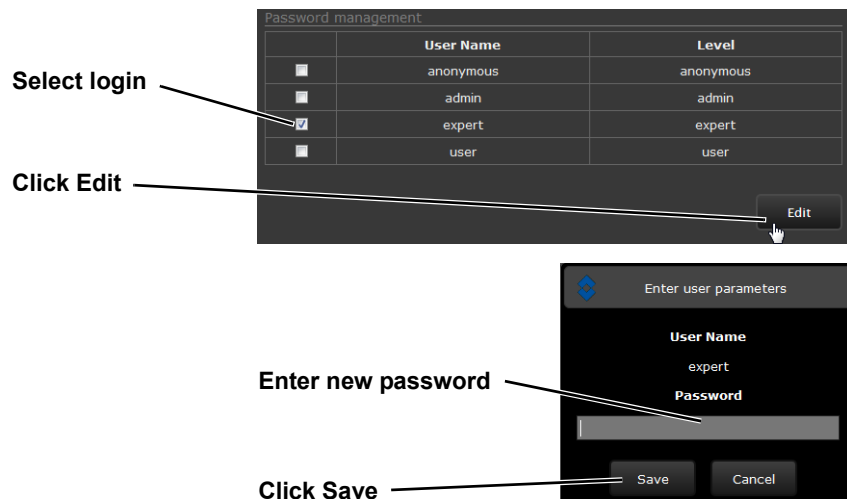 Password management
User Name Level
anonymous anonymous
Select login
admin admin
expert expert
user user
Click Edit
Edit
Enter user parameters
User Name
expert
Enter new password
Password
Save Cancel
Click Save